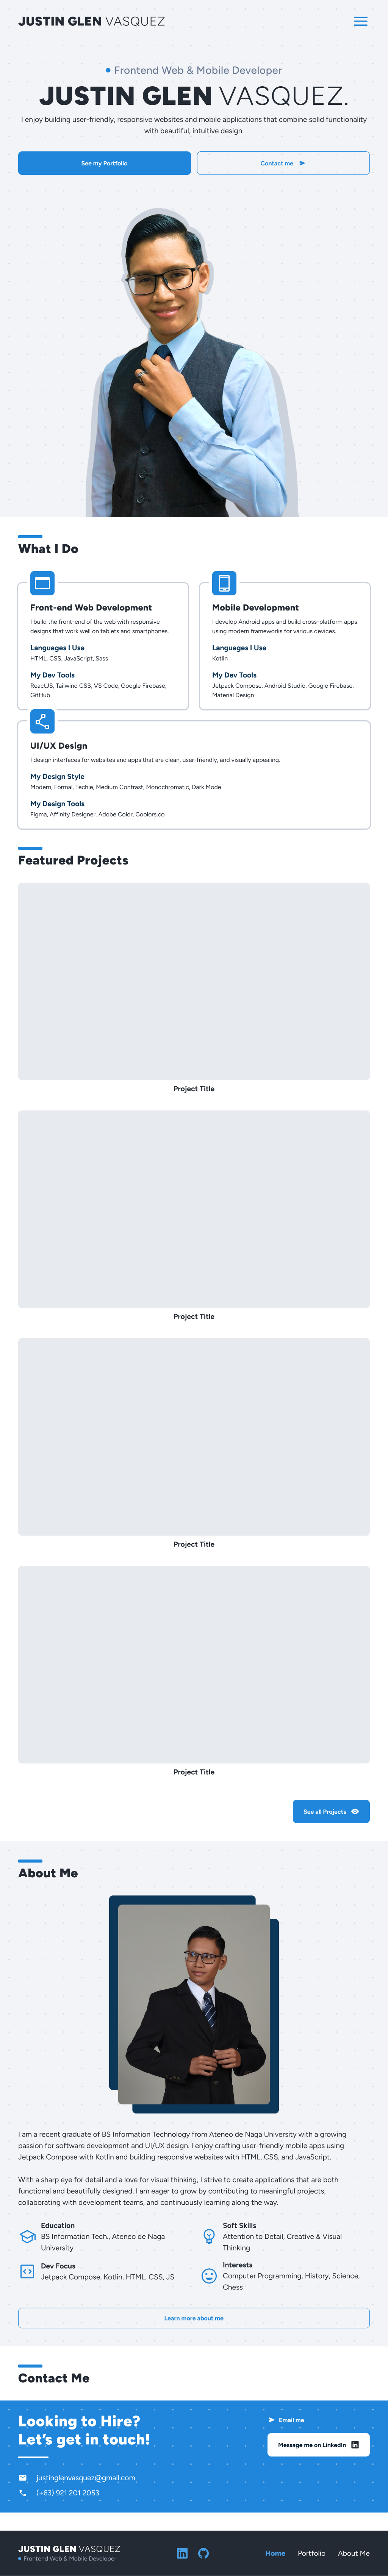 JUSTIN GLEN VASQUEZ
Frontend Web & Mobile Developer
JUSTIN GLEN VASQUEZ.
I enjoy building user-friendly, responsive websites and mobile applications that combine solid functionality
with beautiful, intuitive design.
See my Portfolio
Contact me
What I Do
Front-end Web Development
I build the front-end of the web with responsive
designs that work well on tablets and smartphones.
Languages I Use
HTML, CSS, JavaScript, Sass
My Dev Tools
ReactJS, Tailwind CSS, VS Code, Google Firebase,
GitHub
Mobile Development
I develop Android apps and build cross-platform apps
using modern frameworks for various devices.
Languages I Use
Kotlin
My Dev Tools
Jetpack Compose, Android Studio, Google Firebase,
Material Design
UI/UX Design
I design interfaces for websites and apps that are clean, user-friendly, and visually appealing.
My Design Style
Modern, Formal, Techie, Medium Contrast, Monochromatic, Dark Mode
My Design Tools
Figma, Affinity Designer, Adobe Color, Coolors.co
Featured Projects
Project Title
Project Title
Project Title
Project Title
See all Projects
About Me
I am a recent graduate of BS Information Technology from Ateneo de Naga University with a growing
passion for software development and UI/UX design. I enjoy crafting user-friendly mobile apps using
Jetpack Compose with Kotlin and building responsive websites with HTML, CSS, and JavaScript.
With a sharp eye for detail and a love for visual thinking, I strive to create applications that are both
functional and beautifully designed. I am eager to grow by contributing to meaningful projects,
collaborating with development teams, and continuously learning along the way.
Education
BS Information Tech., Ateneo de Naga
University
Soft Skills
Attention to Detail, Creative & Visual
Thinking
Dev Focus
Jetpack Compose, Kotlin, HTML, CSS, JS
Interests
Computer Programming, History, Science,
Chess
Learn more about me
Contact Me
Looking to Hire?
Let's get in touch!
justinglenvasquez@gmail.com
(+63) 921 201 2053
Email me
Message me on LinkedIn
JUSTIN GLEN VASQUEZ
Frontend Web & Mobile Developer
Home
Portfolio
About Me